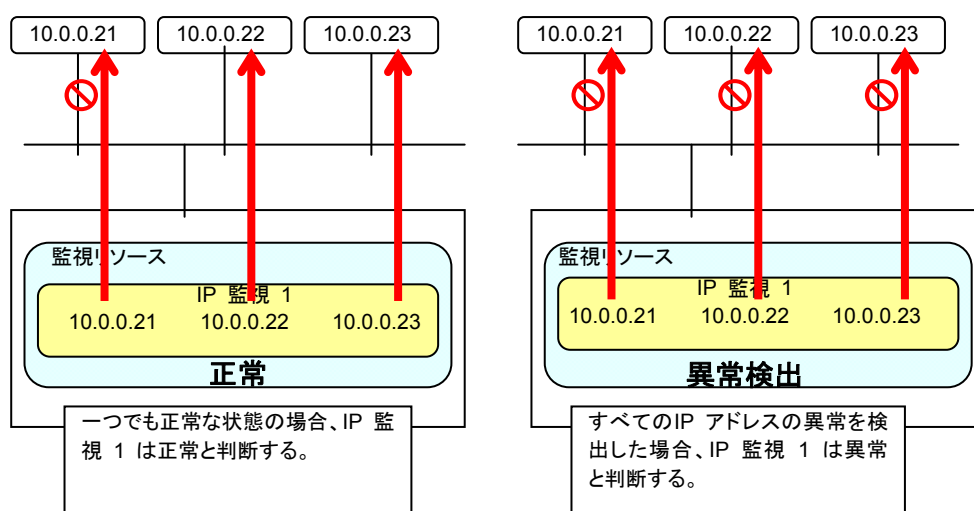 10.0.0.21
10.0.0.22
10.0.0.23
監視リソース
IP 監視 1
10.0.0.21
10.0.0.22
10.0.0.23
正常
一つでも正常な状態の場合、IP 監
視 1 は正常と判断する。
10.0.0.21
10.0.0.22
10.0.0.23
監視リソース
IP 監視 1
10.0.0.21
10.0.0.22
10.0.0.23
異常検出
すべてのIP アドレスの異常を検
出した場合、IP 監視 1 は異常
と判断する。